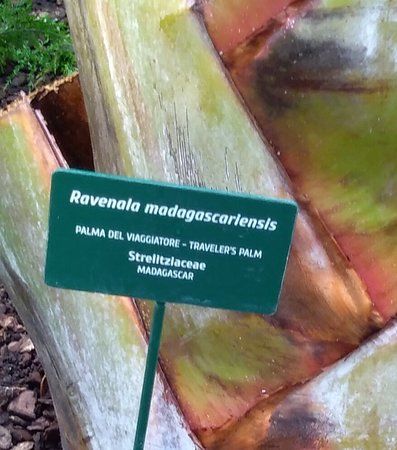 Ravenala madagascariensis
PALMA DEL VIAGGIATORE - TRAVELER'S PALM
Strelitziaceae
MADAGASCAR